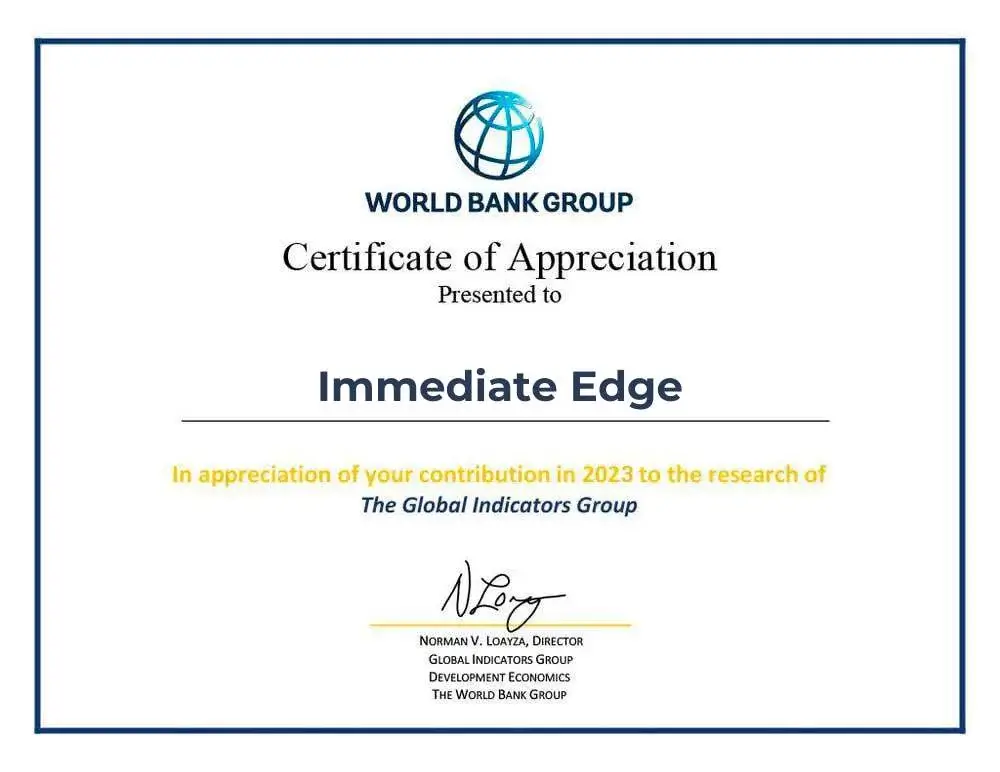 WORLD BANK GROUP
Certificate of Appreciation
Presented to
Immediate Edge
In appreciation of your contribution in 2023 to the research of
The Global Indicators Group
NORMAN V. LOAYZA, DIRECTOR
GLOBAL INDICATORS GROUP
DEVELOPMENT ECONOMICS
THE WORLD BANK GROUP